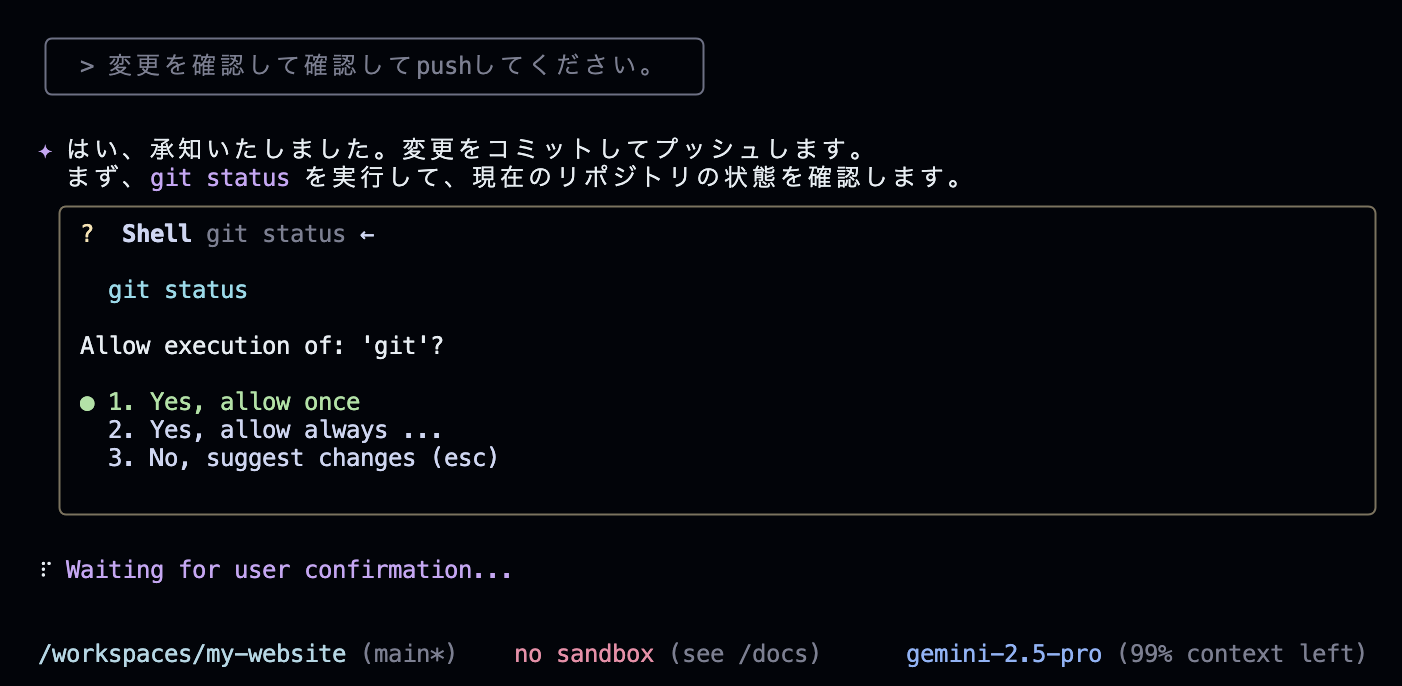 > 変更を確認して確認してpushしてください。
✦ はい、承知いたしました。変更をコミットしてプッシュします。
まず、git status を実行して、現在のリポジトリの状態を確認します。
? Shell git status ←
git status
Allow execution of: 'git'?
● 1. Yes, allow once
2. Yes, allow always ...
3. No, suggest changes (esc)
⠏ Waiting for user confirmation...
/workspaces/my-website (main*) no sandbox (see /docs) gemini-2.5-pro (99% context left)